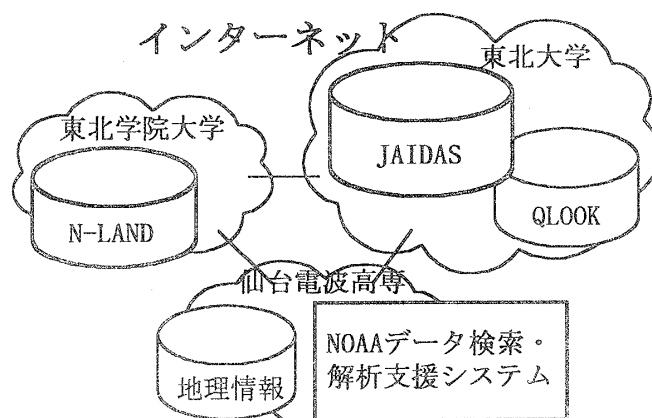 インターネット
東北大学
東北学院大学
JAIDAS
QLOOK
N-LAND
仙台電波高専
NOAAデータ検索・
解析支援システム
地理情報